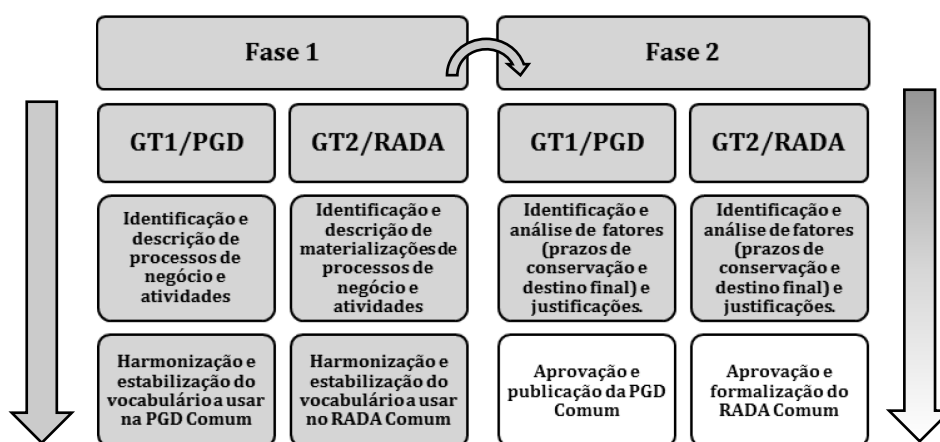 Fase 1
Fase 2
GT1/PGD
GT2/RADA
GT1/PGD
GT2/RADA
Identificação e
descrição de
processos de
negócio e
atividades
Identificação e
descrição de
materializações de
processos de
negócio e
atividades
Identificação e
análise de fatores
(prazos de
conservação e
destino final) e
justificações.
Identificação e
análise de fatores
(prazos de
conservação e
destino final) e
justificações.
Harmonização e
estabilização do
vocabulário a usar
na PGD Comum
Harmonização e
estabilização do
vocabulário a usar
no RADA Comum
Aprovação e
publicação da PGD
Comum
Aprovação e
formalização do
RADA Comum